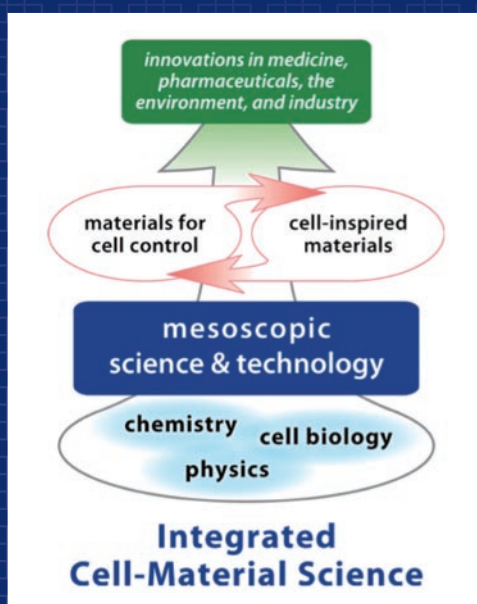 innovations in medicine,
pharmaceuticals, the
environment, and industry
materials for
cell control
cell-inspired
materials
mesoscopic
science & technology
chemistry
cell biology
physics
Integrated
Cell-Material Science